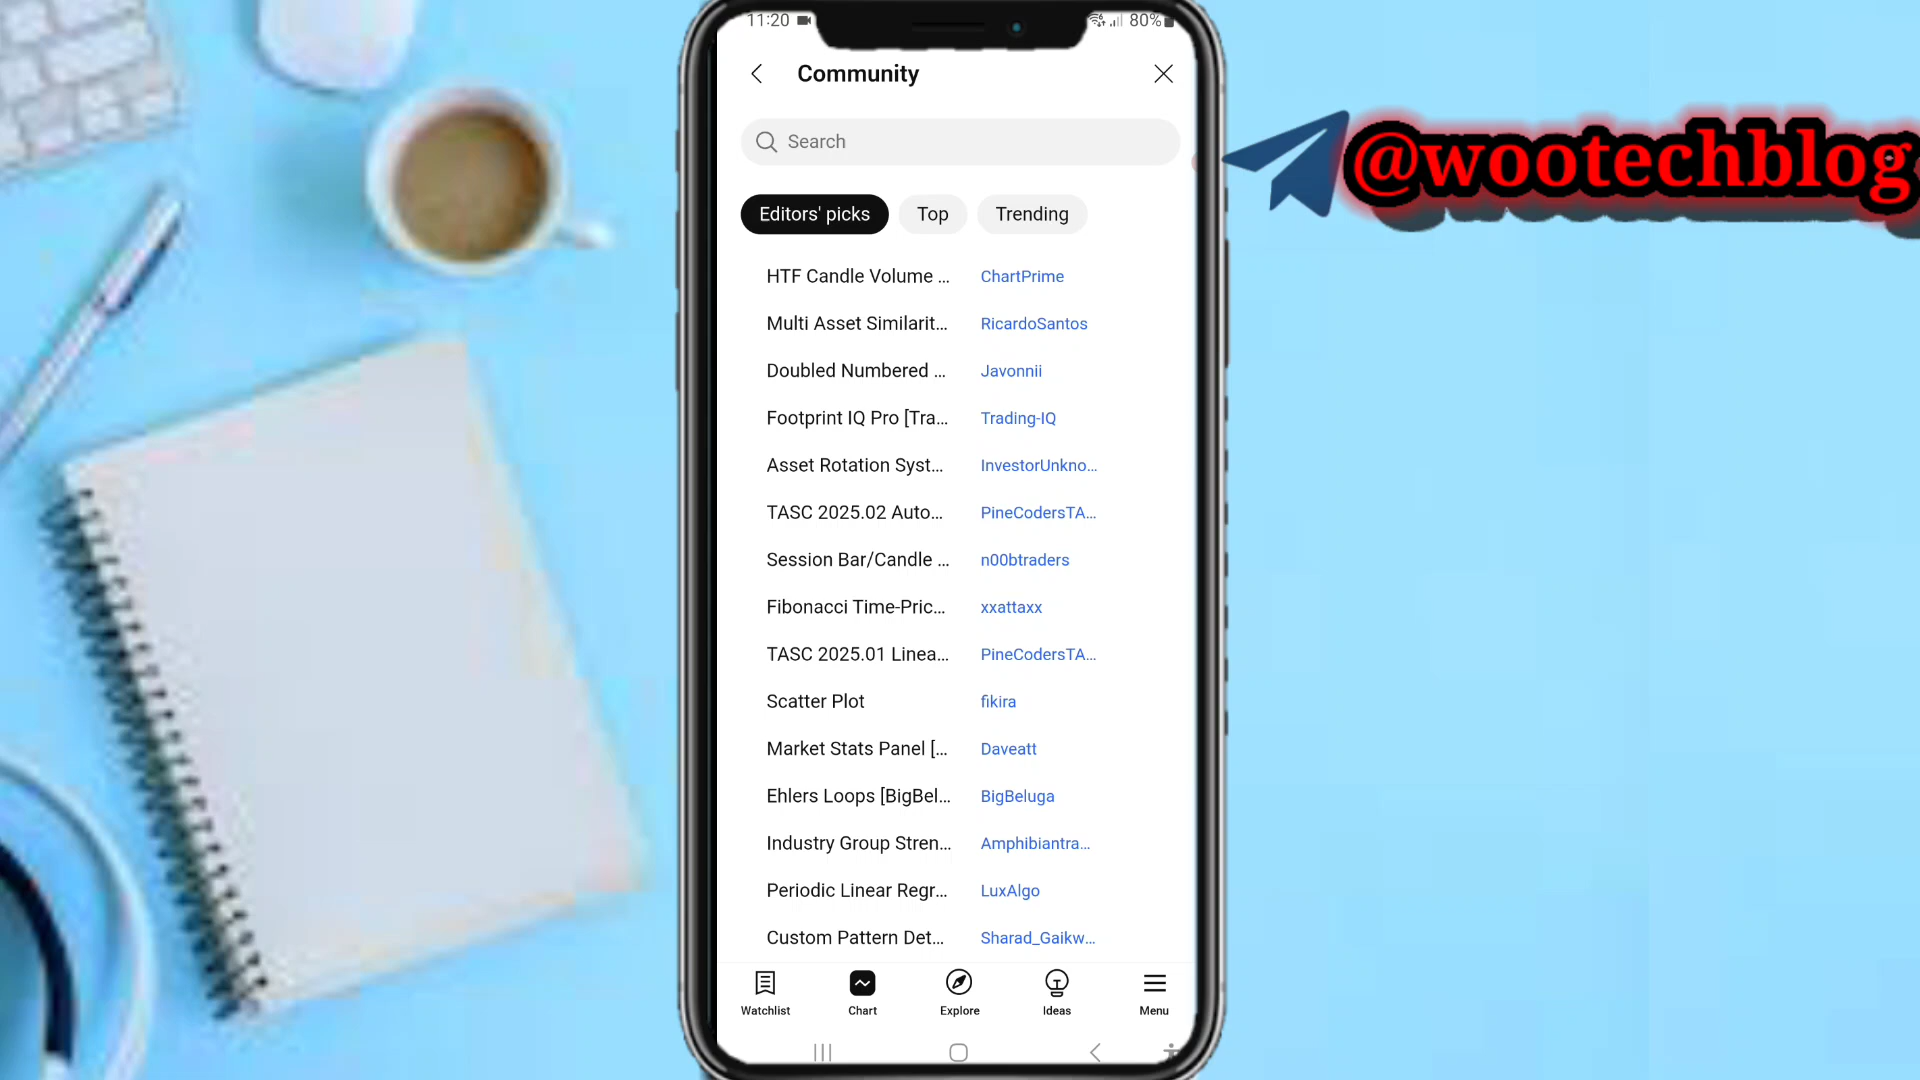 11:20
80%
Community
Search
Editors' picks
Top
Trending
HTF Candle Volume ... ChartPrime
Multi Asset Similarit... RicardoSantos
Doubled Numbered ... Javonnii
Footprint IQ Pro [Tra... Trading-IQ
Asset Rotation Syst... InvestorUnkno...
TASC 2025.02 Auto... PineCodersTA...
Session Bar/Candle ... n00btraders
Fibonacci Time-Pric... xxattaxx
TASC 2025.01 Linea... PineCodersTA...
Scatter Plot fikira
Market Stats Panel [... Daveatt
Ehlers Loops [BigBel... BigBeluga
Industry Group Stren... Amphibiantra...
Periodic Linear Regr... LuxAlgo
Custom Pattern Det... Sharad_Gaikw...
Watchlist
Chart
Explore
Ideas
Menu
@wootechblog